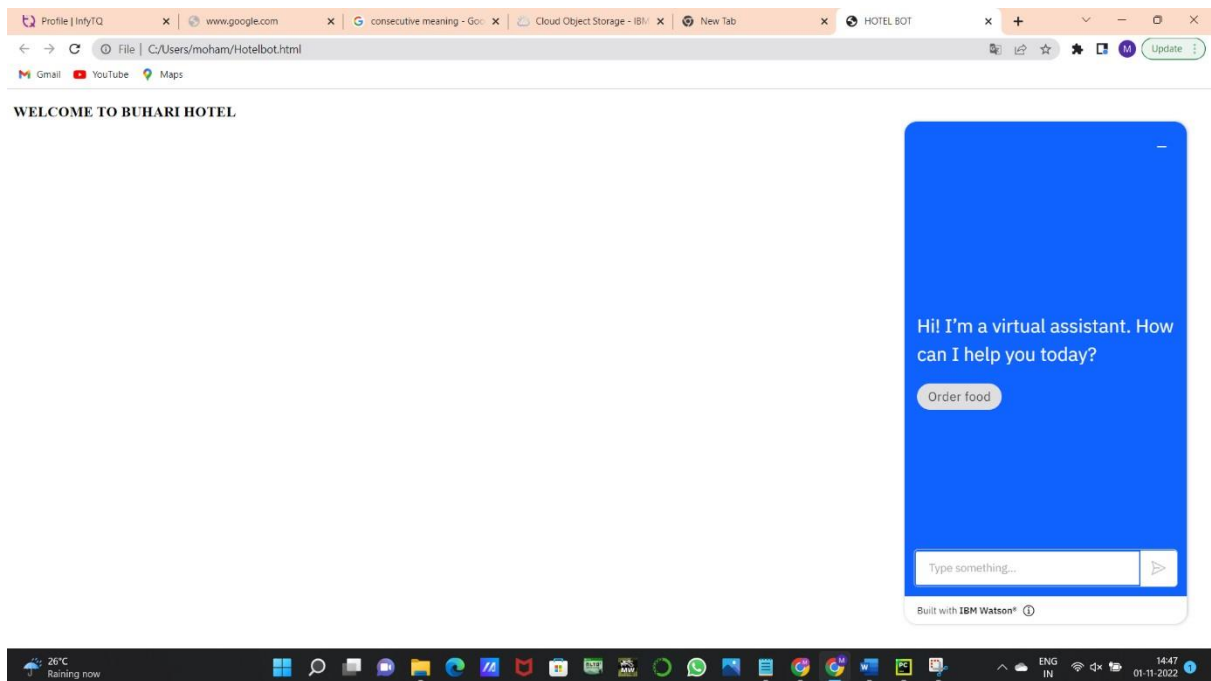 Profile | InfyTQ
www.google.com
consecutive meaning - Goo
Cloud Object Storage - IBM
New Tab
HOTEL BOT
File | C:/Users/moham/Hotelbot.html
M
Update
Gmail
YouTube
Maps
WELCOME TO BUHARI HOTEL
Hi! I'm a virtual assistant. How
can I help you today?
Order food
Type something...
Built with IBM Watson®
26°C
Raining now
ENG
IN
14:47
01-11-2022
1